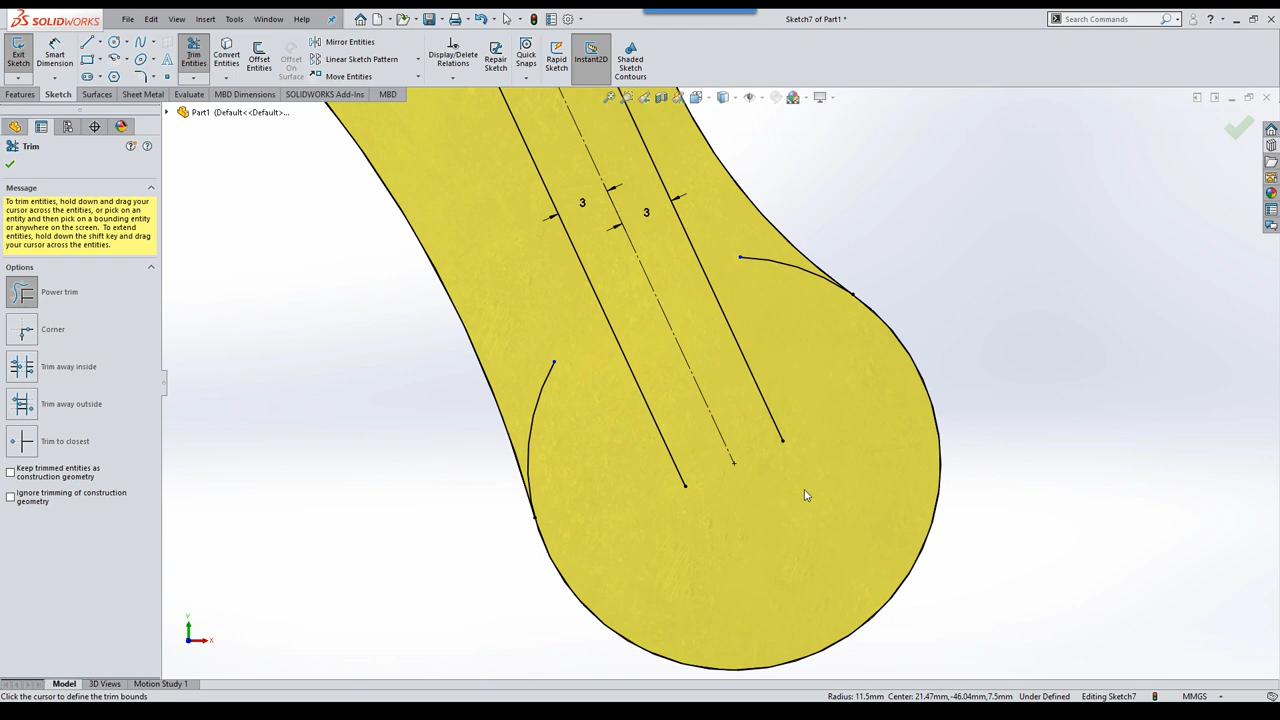 SOLIDWORKS
File Edit View Insert Tools Window Help
Sketch7 of Part1 *
Search Commands
?
Exit Sketch
Smart Dimension
Trim Entities
Convert Entities
Offset Entities
Offset On Surface
Mirror Entities
Linear Sketch Pattern
Move Entities
Display/Delete Relations
Repair Sketch
Quick Snaps
Rapid Sketch
Instant2D
Shaded Sketch Contours
Features Sketch Surfaces Sheet Metal Evaluate MBD Dimensions SOLIDWORKS Add-Ins MBD
Part1 (Default<<Default>...
Trim
Message
To trim entities, hold down and drag your
cursor across the entities, or pick on an
entity and then pick on a bounding entity
or anywhere on the screen. To extend
entities, hold down the shift key and drag
your cursor across the entities.
Options
Power trim
Corner
Trim away inside
Trim away outside
Trim to closest
Keep trimmed entities as
construction geometry
Ignore trimming of construction
geometry
3
3
Y
X
Model 3D Views Motion Study 1
Click the cursor to define the trim bounds
Radius: 11.5mm Center: 21.47mm,-46.04mm,7.5mm Under Defined Editing Sketch7 MMGS